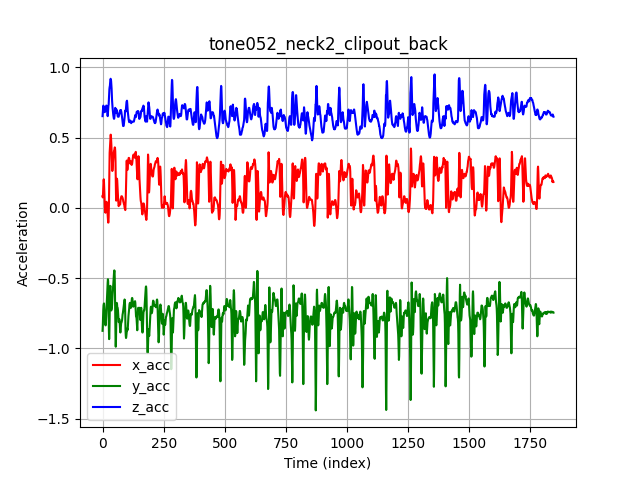 tone052_neck2_clipout_back
1.0
0.5
0.0
−0.5
−1.0
−1.5
Acceleration
x_acc
y_acc
z_acc
0 250 500 750 1000 1250 1500 1750
Time (index)